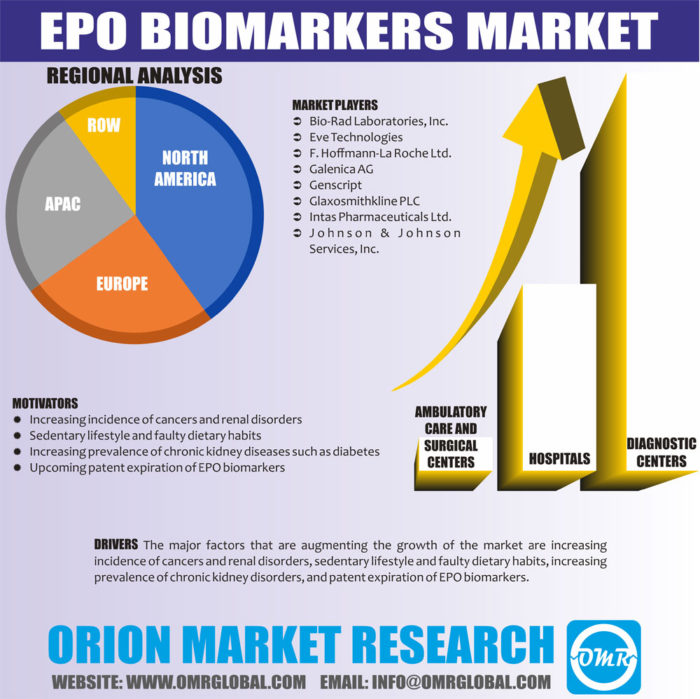 EPO BIOMARKERS MARKET
REGIONAL ANALYSIS
ROW
NORTH
AMERICA
APAC
EUROPE
MARKET PLAYERS
Bio-Rad Laboratories, Inc.
Eve Technologies
F. Hoffmann-La Roche Ltd.
Galenica AG
Genscript
Glaxosmithkline PLC
Intas Pharmaceuticals Ltd.
Johnson & Johnson
Services, Inc.
MOTIVATORS
Increasing incidence of cancers and renal disorders
Sedentary lifestyle and faulty dietary habits
Increasing prevalence of chronic kidney diseases such as diabetes
Upcoming patent expiration of EPO biomarkers
AMBULATORY
CARE AND
SURGICAL
CENTERS
HOSPITALS
DIAGNOSTIC
CENTERS
DRIVERS The major factors that are augmenting the growth of the market are increasing
incidence of cancers and renal disorders, sedentary lifestyle and faulty dietary habits, increasing
prevalence of chronic kidney disorders, and patent expiration of EPO biomarkers.
ORION MARKET RESEARCH
OMR
WEBSITE: WWW.OMRGLOBAL.COM EMAIL: INFO@OMRGLOBAL.COM